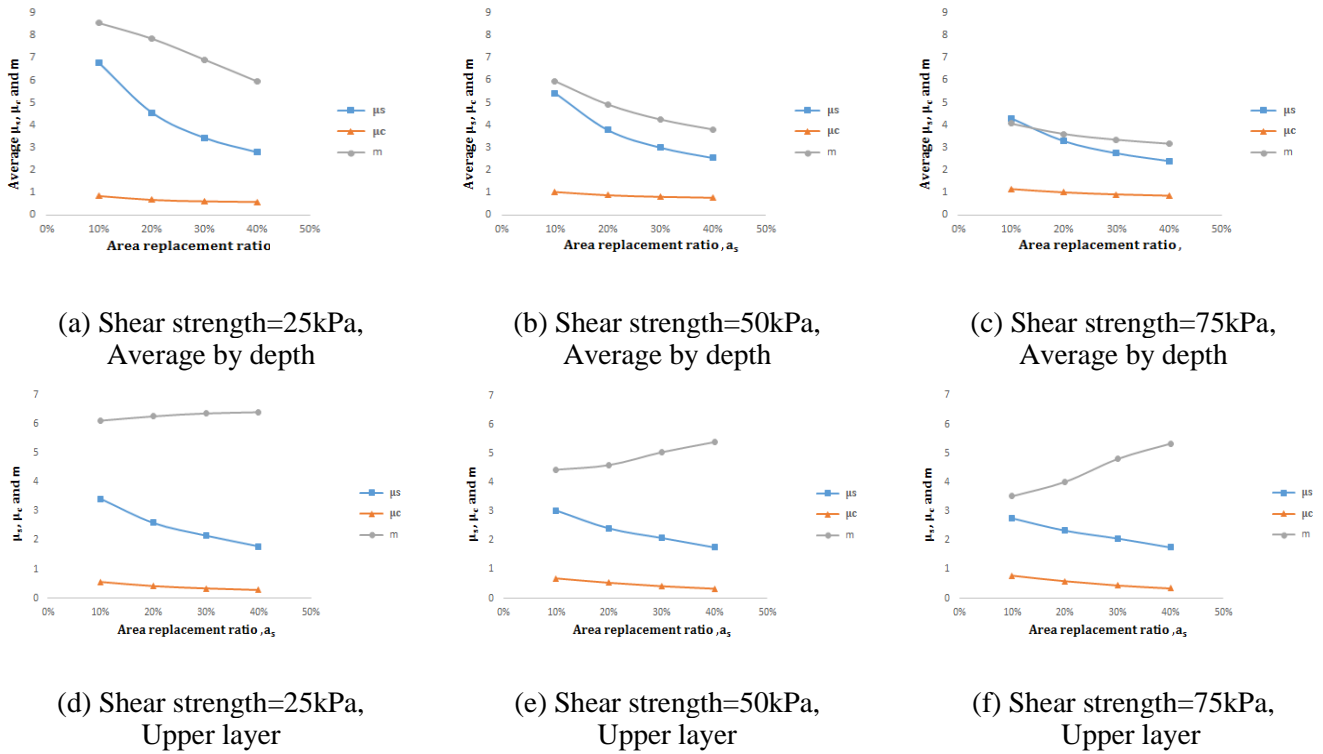 9
8
7
6
5
4
3
2
1
0
0% 10% 20% 30% 40% 50%
Average μs, μc and m
Area replacement ratio
μs
μc
m
(a) Shear strength=25kPa,
Average by depth
9
8
7
6
5
4
3
2
1
0
0% 10% 20% 30% 40% 50%
Average μs, μc and m
Area replacement ratio , as
μs
μc
m
(b) Shear strength=50kPa,
Average by depth
9
8
7
6
5
4
3
2
1
0
0% 10% 20% 30% 40% 50%
Average μs, μc and m
Area replacement ratio ,
μs
μc
m
(c) Shear strength=75kPa,
Average by depth
7
6
5
4
3
2
1
0
0% 10% 20% 30% 40% 50%
μs, μc and m
Area replacement ratio ,as
μs
μc
m
(d) Shear strength=25kPa,
Upper layer
7
6
5
4
3
2
1
0
0% 10% 20% 30% 40% 50%
μs, μc and m
Area replacement ratio ,as
μs
μc
m
(e) Shear strength=50kPa,
Upper layer
7
6
5
4
3
2
1
0
0% 10% 20% 30% 40% 50%
μs, μc and m
Area replacement ratio ,as
μs
μc
m
(f) Shear strength=75kPa,
Upper layer